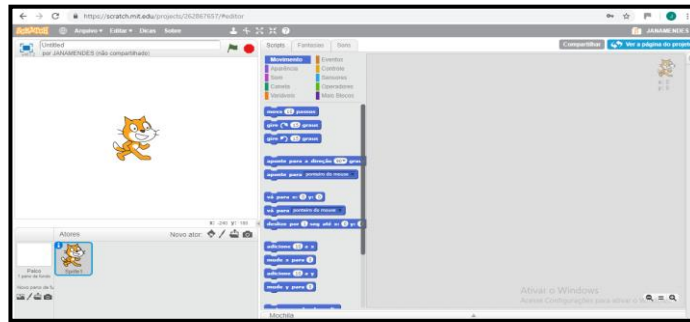 https://scratch.mit.edu/projects/262867657/#editor
SCRATCH Arquivo Editar Dicas Sobre JANAMENDES
Untitled
por JANAMENDES (não compartilhado)
Scripts Fantasias Sons
Compartilhar Ver a página do projeto
Movimento Eventos
Aparência Controle
Som Sensores
Caneta Operadores
Variáveis Mais Blocos
mova 10 passos
gire 15 graus
gire 15 graus
aponte para a direção 90 grau
aponte para ponteiro do mouse
vá para x: 0 y: 0
vá para ponteiro do mouse
deslize por 1 seg até x: 0 y:
adicione 10 a x
mude x para 0
adicione 10 a y
mude y para 0
Atores Novo ator:
Palco
Mochila
Ativar o Windows